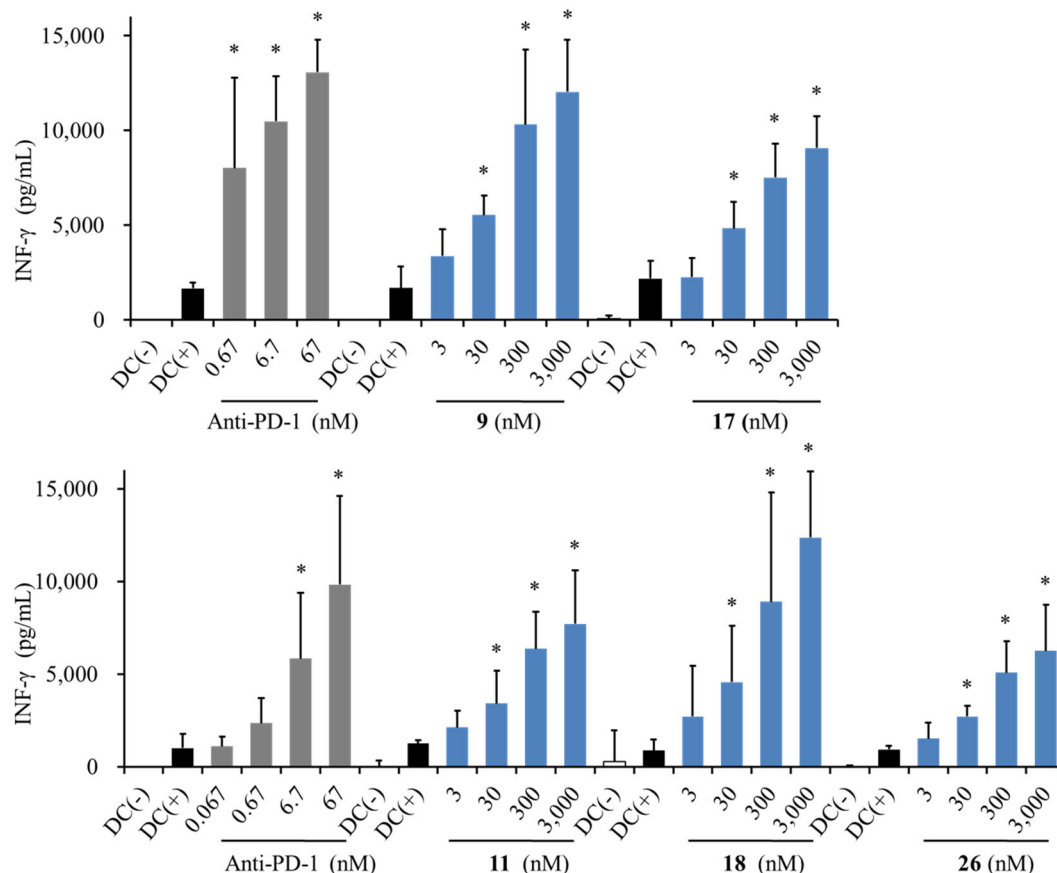 15,000
* * * * * * * * *
10,000
5,000
0
INF-γ (pg/mL)
DC(-) DC(+) 0.67 6.7 67 DC(-) DC(+) 3 30 300 3,000 DC(-) DC(+) 3 30 300 3,000
Anti-PD-1 (nM) 9 (nM) 17 (nM)
15,000
* * * * * * * * * * *
10,000
5,000
0
INF-γ (pg/mL)
DC(-) DC(+) 0.067 0.67 6.7 67 DC(-) DC(+) 3 30 300 3,000 DC(-) DC(+) 3 30 300 3,000 DC(-) DC(+) 3 30 300 3,000
Anti-PD-1 (nM) 11 (nM) 18 (nM) 26 (nM)